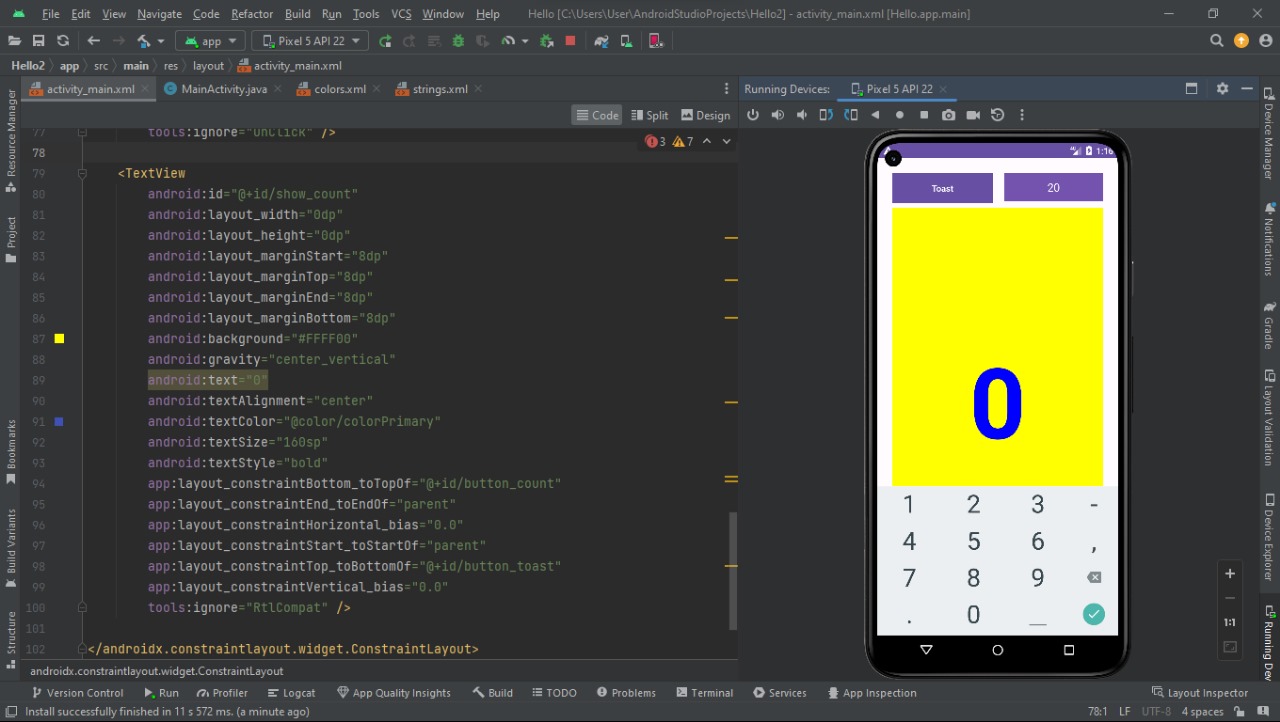 File Edit View Navigate Code Refactor Build Run Tools VCS Window Help Hello [C:\Users\User\AndroidStudioProjects\Hello2] - activity_main.xml [Hello.app.main]
app Pixel 5 API 22
Hello2 app src main res layout activity_main.xml
activity_main.xml MainActivity.java colors.xml strings.xml
Running Devices: Pixel 5 API 22
Code Split Design
3 7
77 tools:ignore="OnClick" />
78
79 <TextView
80 android:id="@+id/show_count"
81 android:layout_width="0dp"
82 android:layout_height="0dp"
83 android:layout_marginStart="8dp"
84 android:layout_marginTop="8dp"
85 android:layout_marginEnd="8dp"
86 android:layout_marginBottom="8dp"
87 android:background="#FFFF00"
88 android:gravity="center_vertical"
89 android:text="0"
90 android:textAlignment="center"
91 android:textColor="@color/colorPrimary"
92 android:textSize="160sp"
93 android:textStyle="bold"
94 app:layout_constraintBottom_toTopOf="@+id/button_count"
95 app:layout_constraintEnd_toEndOf="parent"
96 app:layout_constraintHorizontal_bias="0.0"
97 app:layout_constraintStart_toStartOf="parent"
98 app:layout_constraintTop_toBottomOf="@+id/button_toast"
99 app:layout_constraintVertical_bias="0.0"
100 tools:ignore="RtlCompat" />
101
102 </androidx.constraintlayout.widget.ConstraintLayout>
androidx.constraintlayout.widget.ConstraintLayout
Resource Manager
Project
Bookmarks
Build Variants
Structure
1:16
Toast 20
0
1 2 3 -
4 5 6 ,
7 8 9
. 0 _
1:1
Device Manager
Notifications
Gradle
Layout Validation
Device Explorer
Running Dev
Version Control Run Profiler Logcat App Quality Insights Build TODO Problems Terminal Services App Inspection Layout Inspector
Install successfully finished in 11 s 572 ms. (a minute ago) 78:1 LF UTF-8 4 spaces